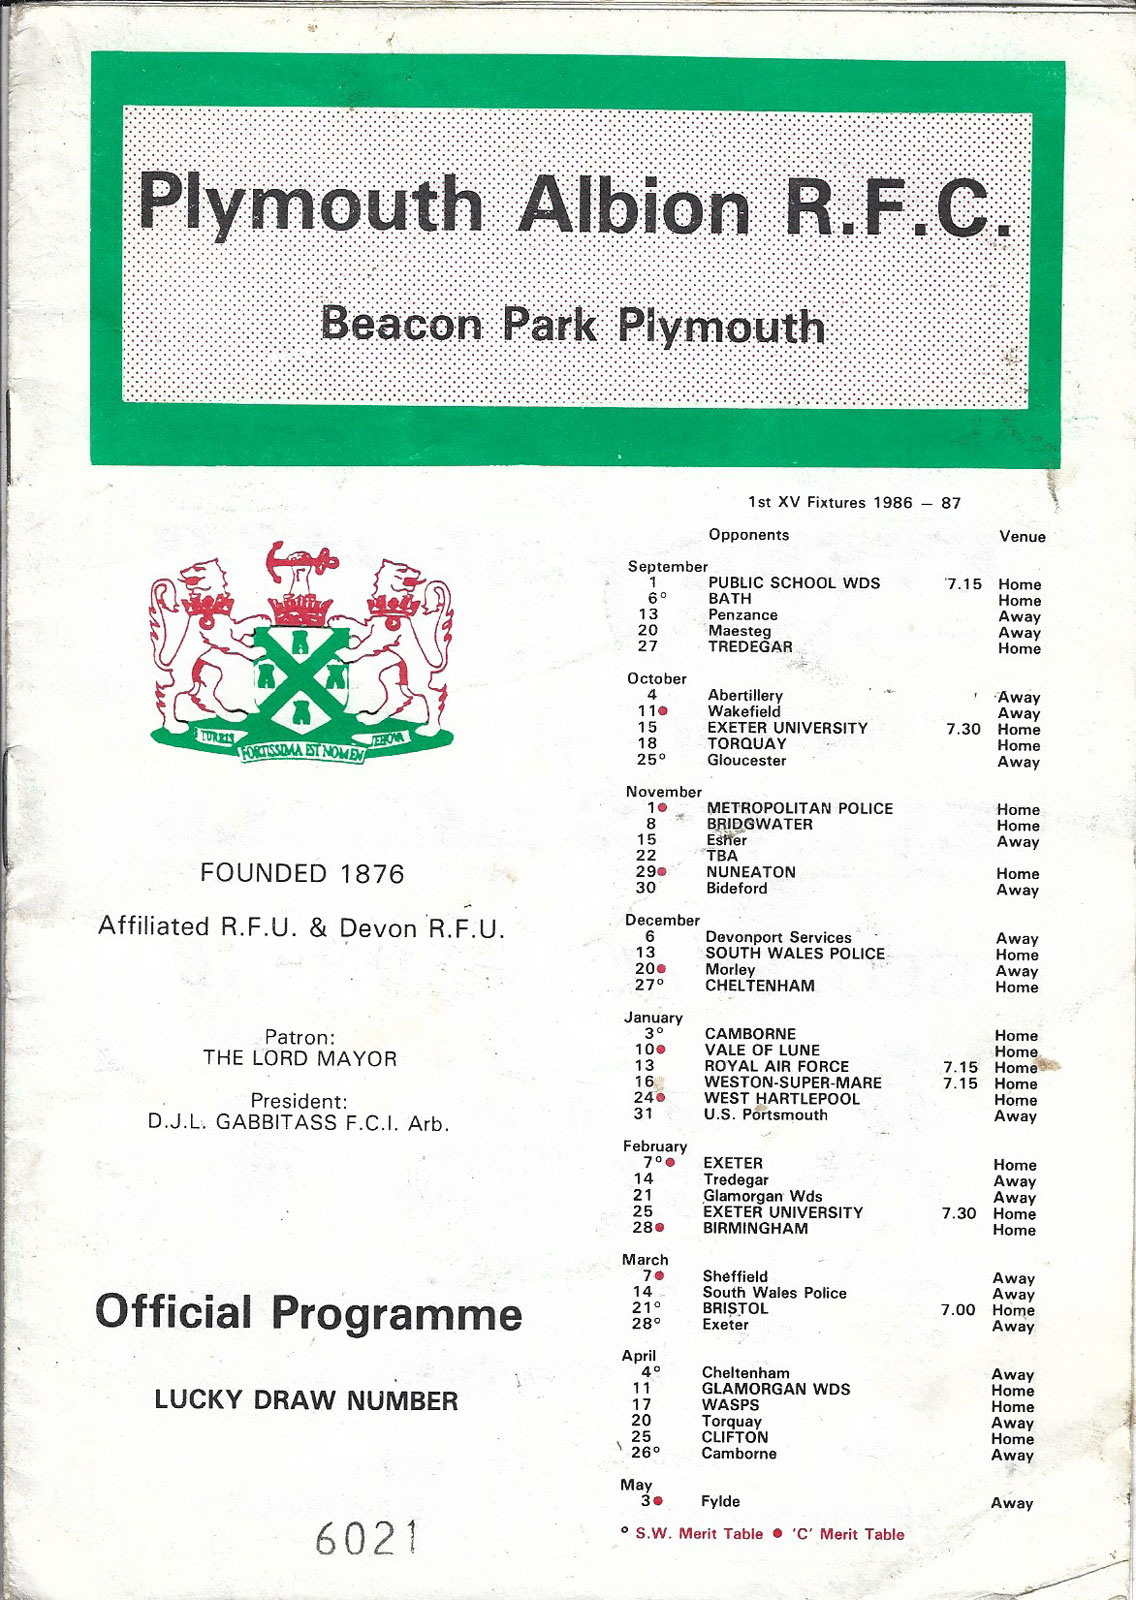 Plymouth Albion R.F.C.
Beacon Park Plymouth
TURRIS
FORTISSIMA EST NOMEN
JEHOVA
FOUNDED 1876
Affiliated R.F.U. & Devon R.F.U.
Patron:
THE LORD MAYOR
President:
D.J.L. GABBITASS F.C.I. Arb.
Official Programme
LUCKY DRAW NUMBER
6021
1st XV Fixtures 1986 – 87
Opponents Venue
September
1 PUBLIC SCHOOL WDS 7.15 Home
6° BATH Home
13 Penzance Away
20 Maesteg Away
27 TREDEGAR Home
October
4 Abertillery Away
11● Wakefield Away
15 EXETER UNIVERSITY 7.30 Home
18 TORQUAY Home
25° Gloucester Away
November
1● METROPOLITAN POLICE Home
8 BRIDGWATER Home
15 Esher Away
22 TBA
29● NUNEATON Home
30 Bideford Away
December
6 Devonport Services Away
13 SOUTH WALES POLICE Home
20● Morley Away
27° CHELTENHAM Home
January
3° CAMBORNE Home
10● VALE OF LUNE Home
13 ROYAL AIR FORCE 7.15 Home
16 WESTON-SUPER-MARE 7.15 Home
24● WEST HARTLEPOOL Home
31 U.S. Portsmouth Away
February
7°● EXETER Home
14 Tredegar Away
21 Glamorgan Wds Away
25 EXETER UNIVERSITY 7.30 Home
28● BIRMINGHAM Home
March
7● Sheffield Away
14 South Wales Police Away
21° BRISTOL 7.00 Home
28° Exeter Away
April
4° Cheltenham Away
11 GLAMORGAN WDS Home
17 WASPS Home
20 Torquay Away
25 CLIFTON Home
26° Camborne Away
May
3● Fylde Away
° S.W. Merit Table ● 'C' Merit Table